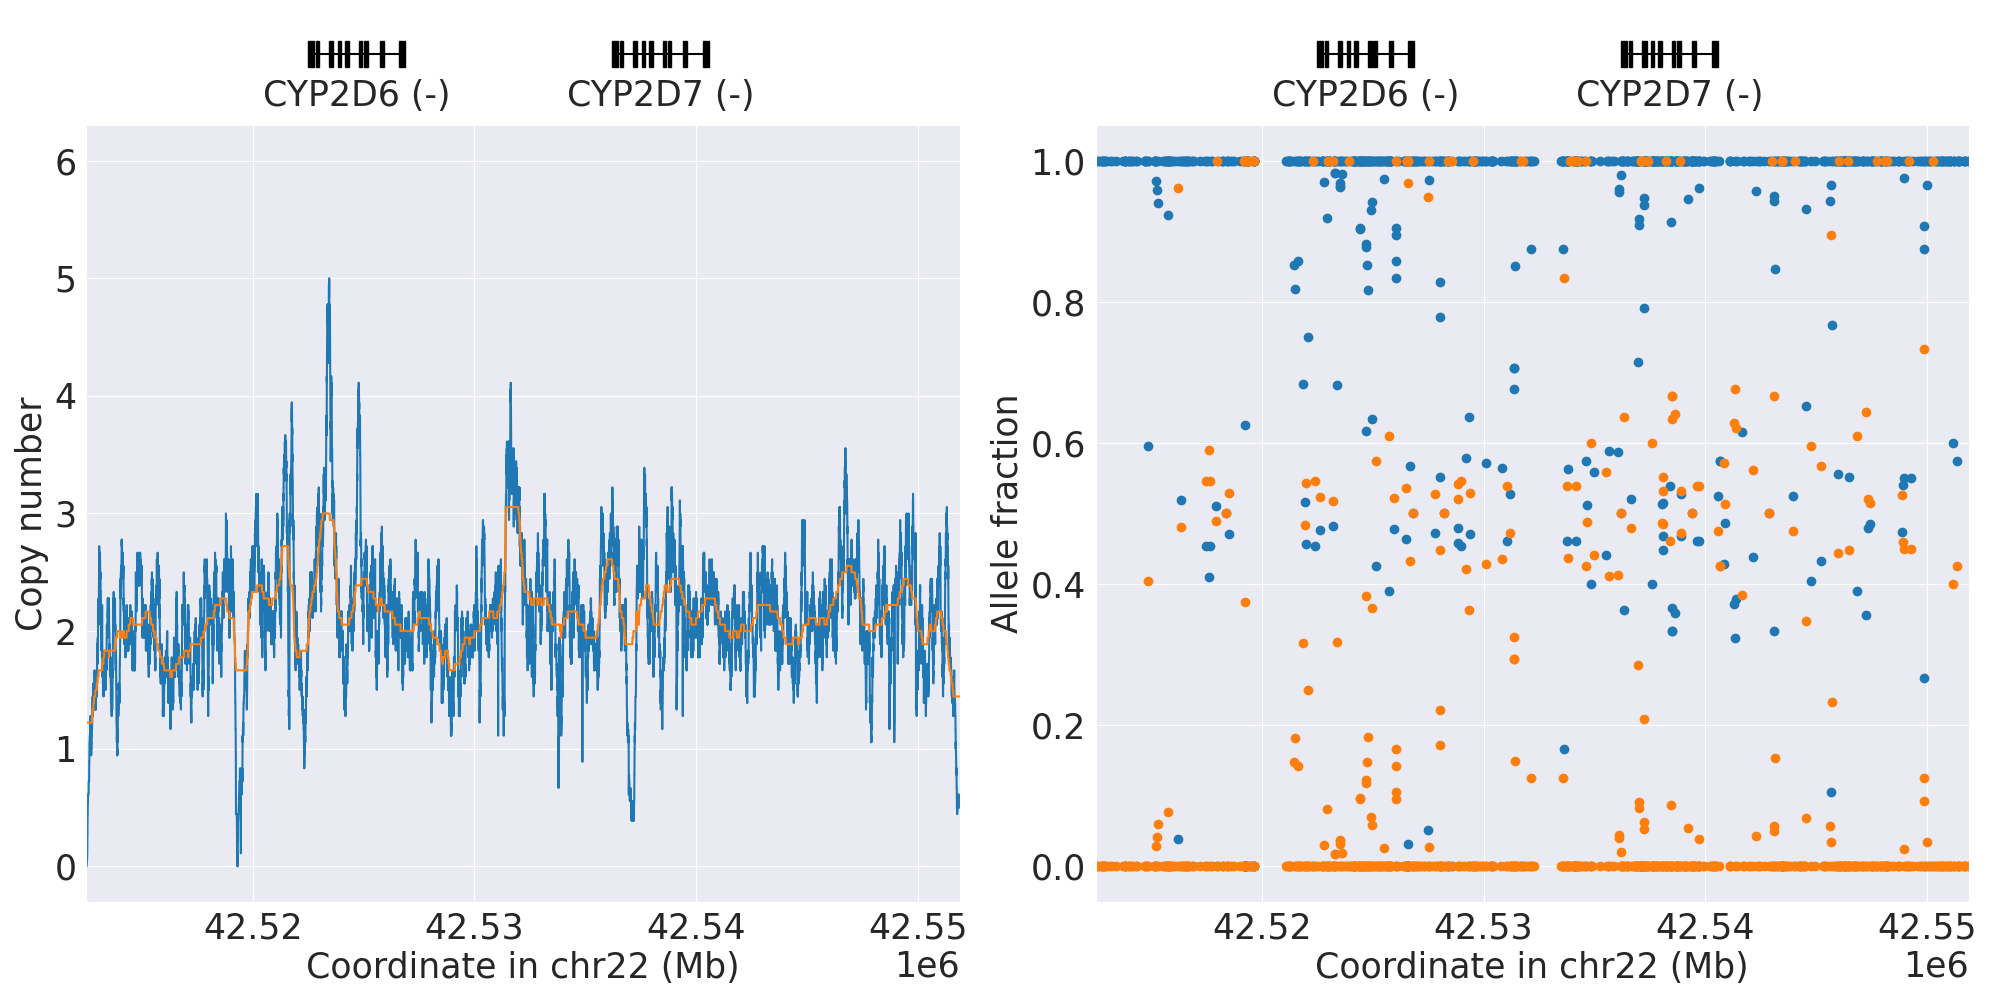 CYP2D6 (-) CYP2D7 (-)
6
5
4
3
2
1
0
Copy number
42.52 42.53 42.54 42.55
Coordinate in chr22 (Mb)
1e6
CYP2D6 (-) CYP2D7 (-)
1.0
0.8
0.6
0.4
0.2
0.0
Allele fraction
42.52 42.53 42.54 42.55
Coordinate in chr22 (Mb)
1e6